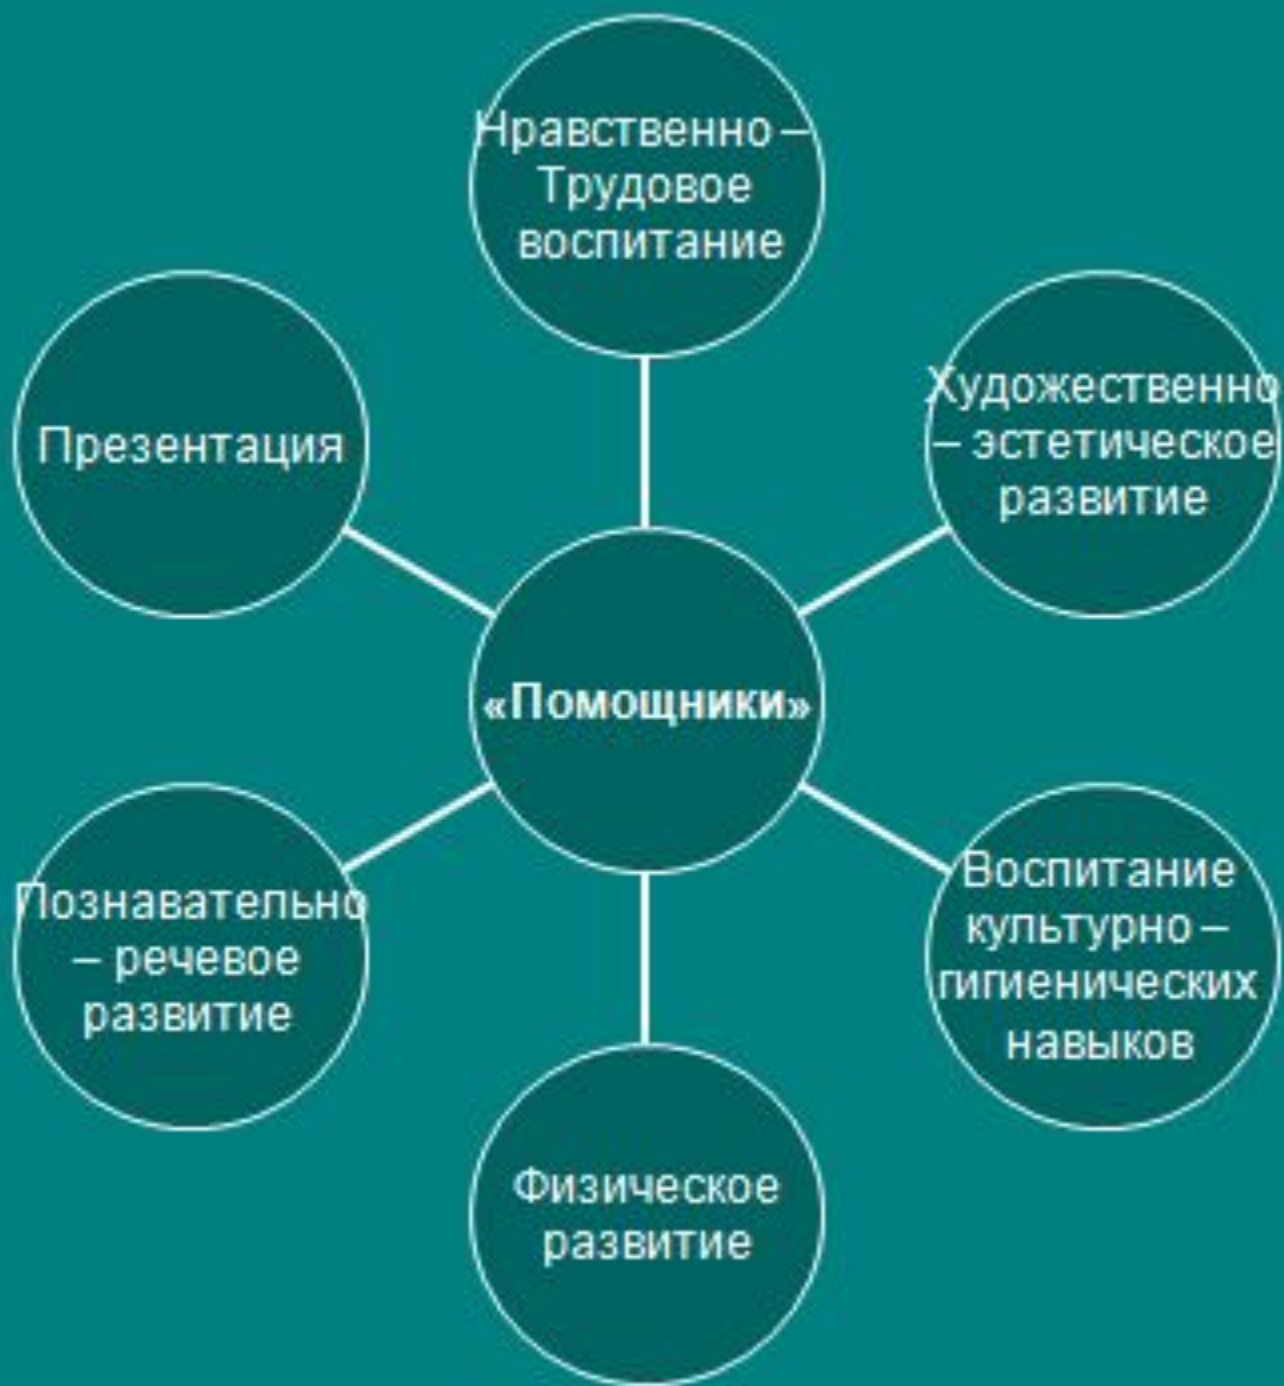 Нравственно –
Трудовое
воспитание
Презентация
Художественно
– эстетическое
развитие
«Помощники»
Познавательно
– речевое
развитие
Воспитание
культурно –
гигиенических
навыков
Физическое
развитие